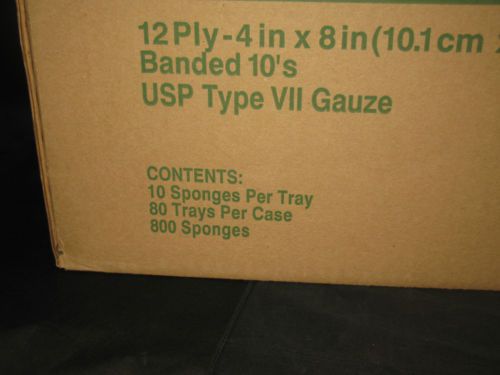 12 Ply - 4 in x 8 in (10.1 cm
Banded 10's
USP Type VII Gauze
CONTENTS:
10 Sponges Per Tray
80 Trays Per Case
800 Sponges